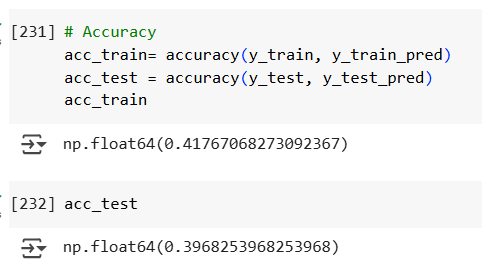 [231] # Accuracy
acc_train= accuracy(y_train, y_train_pred)
acc_test = accuracy(y_test, y_test_pred)
acc_train
np.float64(0.41767068273092367)
[232] acc_test
np.float64(0.3968253968253968)